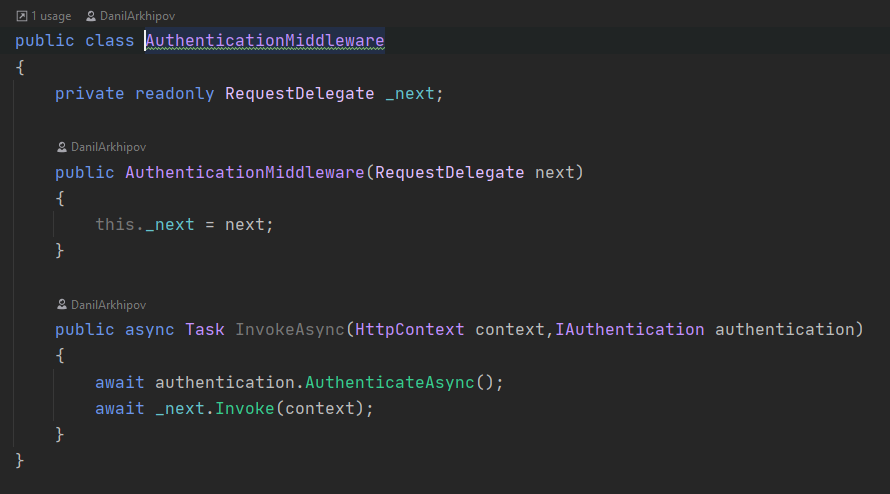 1 usage DanilArkhipov
public class AuthenticationMiddleware
{
private readonly RequestDelegate _next;
DanilArkhipov
public AuthenticationMiddleware(RequestDelegate next)
{
this._next = next;
}
DanilArkhipov
public async Task InvokeAsync(HttpContext context,IAuthentication authentication)
{
await authentication.AuthenticateAsync();
await _next.Invoke(context);
}
}